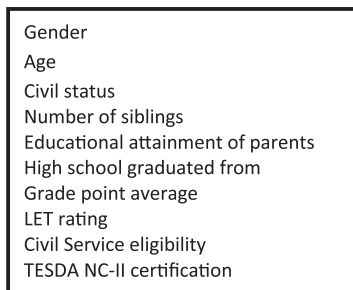 Gender
Age
Civil status
Number of siblings
Educational attainment of parents
High school graduated from
Grade point average
LET rating
Civil Service eligibility
TESDA NC-II certification